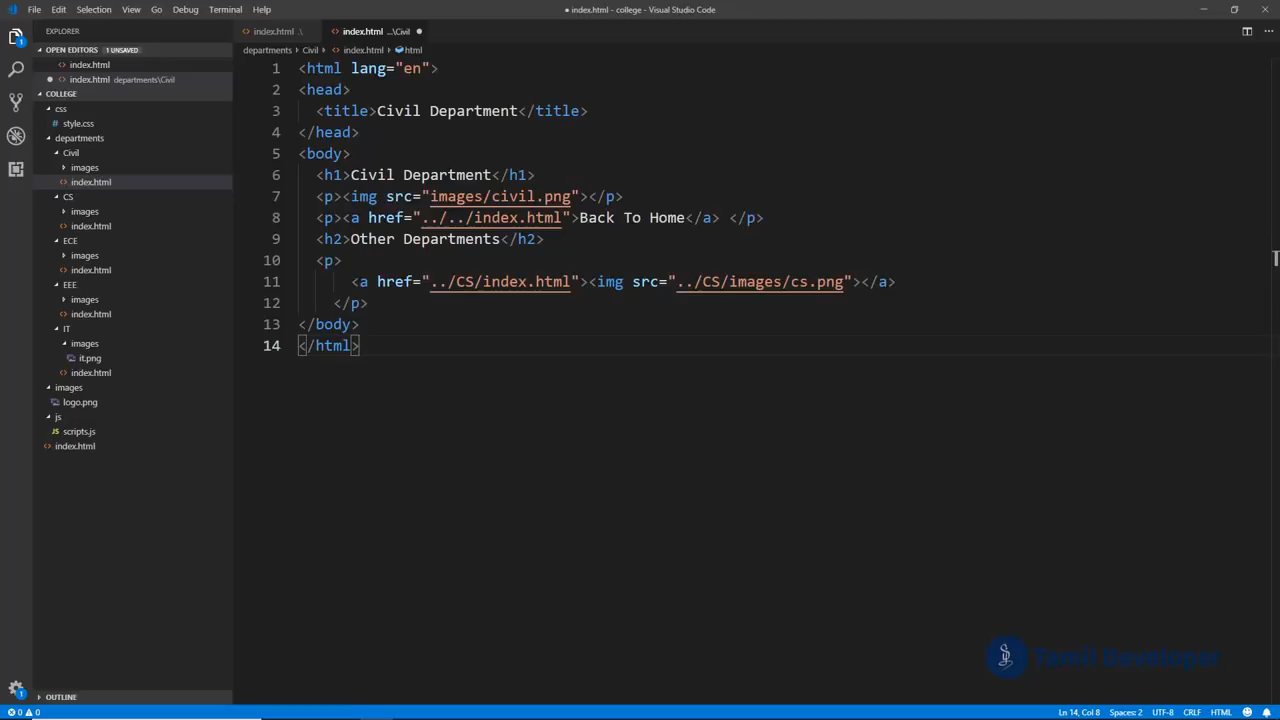 File Edit Selection View Go Debug Terminal Help
● index.html - college - Visual Studio Code
EXPLORER
OPEN EDITORS 1 UNSAVED
index.html
index.html departments\Civil
COLLEGE
css
style.css
departments
Civil
images
index.html
CS
images
index.html
ECE
images
index.html
EEE
images
index.html
IT
images
it.png
index.html
images
logo.png
js
scripts.js
index.html
OUTLINE
index.html .\
index.html ...\Civil
departments > Civil > index.html > html
1 <html lang="en">
2 <head>
3 <title>Civil Department</title>
4 </head>
5 <body>
6 <h1>Civil Department</h1>
7 <p><img src="images/civil.png"></p>
8 <p><a href="../../index.html">Back To Home</a> </p>
9 <h2>Other Departments</h2>
10 <p>
11 <a href="../CS/index.html"><img src="../CS/images/cs.png"></a>
12 </p>
13 </body>
14 </html>
Tamil Developer
0 0
Ln 14, Col 8 Spaces: 2 UTF-8 CRLF HTML